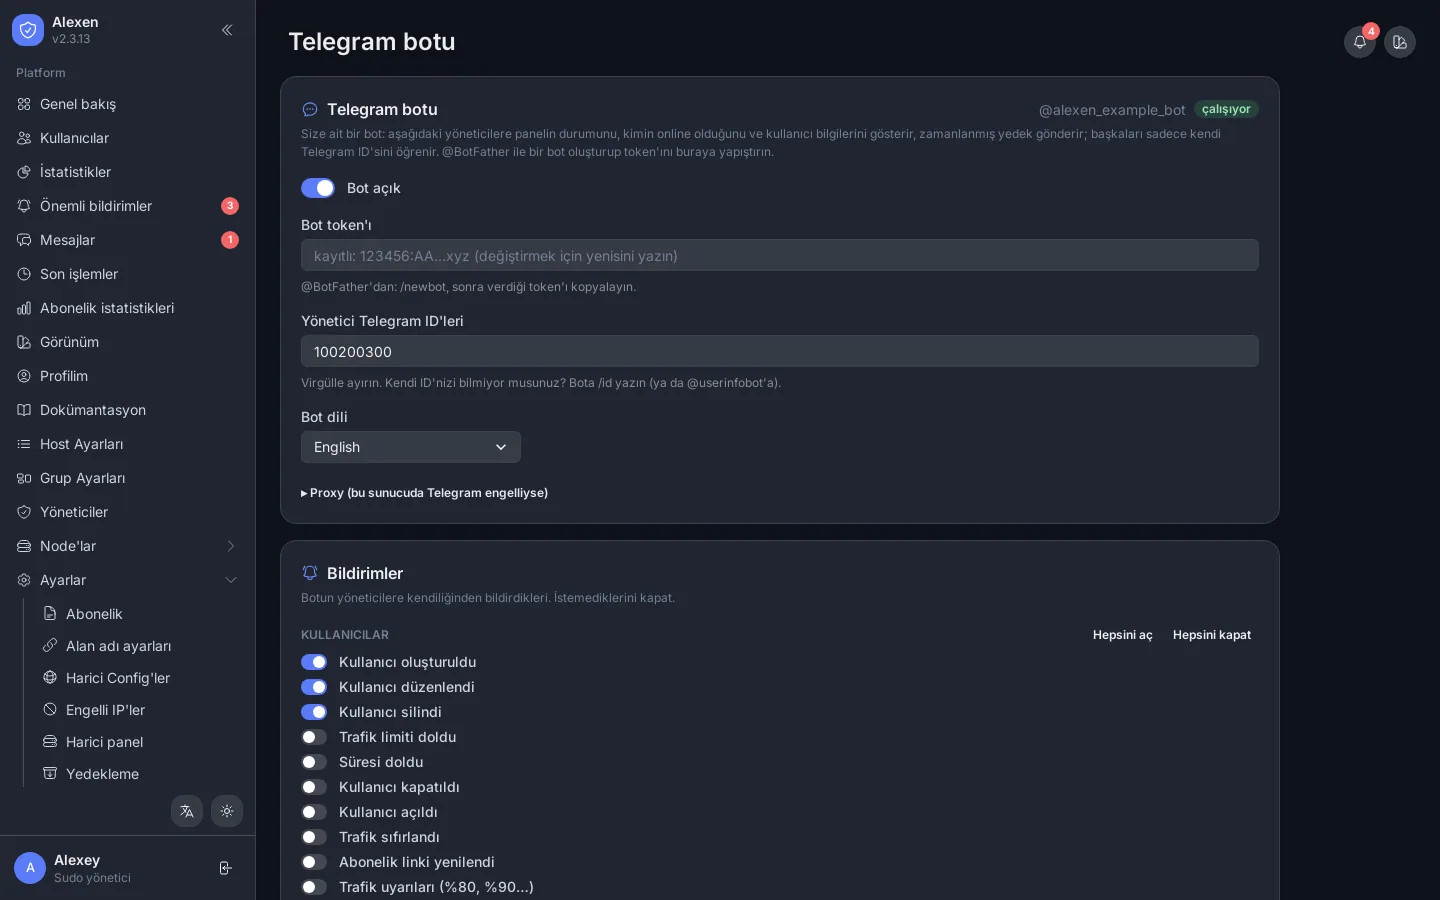 Alexen
v2.3.13
Platform
Genel bakış
Kullanıcılar
İstatistikler
Önemli bildirimler 3
Mesajlar 1
Son işlemler
Abonelik istatistikleri
Görünüm
Profilim
Dokümantasyon
Host Ayarları
Grup Ayarları
Yöneticiler
Node'lar
Ayarlar
Abonelik
Alan adı ayarları
Harici Config'ler
Engelli IP'ler
Harici panel
Yedekleme
A
Alexey
Sudo yönetici
Telegram botu
4
Telegram botu
@alexen_example_bot çalışıyor
Size ait bir bot: aşağıdaki yöneticilere panelin durumunu, kimin online olduğunu ve kullanıcı bilgilerini gösterir, zamanlanmış yedek gönderir; başkaları sadece kendi
Telegram ID'sini öğrenir. @BotFather ile bir bot oluşturup token'ını buraya yapıştırın.
Bot açık
Bot token'ı
kayıtlı: 123456:AA…xyz (değiştirmek için yenisini yazın)
@BotFather'dan: /newbot, sonra verdiği token'ı kopyalayın.
Yönetici Telegram ID'leri
100200300
Virgülle ayırın. Kendi ID'nizi bilmiyor musunuz? Bota /id yazın (ya da @userinfobot'a).
Bot dili
English
▸ Proxy (bu sunucuda Telegram engelliyse)
Bildirimler
Botun yöneticilere kendiliğinden bildirdikleri. İstemediklerini kapat.
KULLANICILAR
Hepsini aç Hepsini kapat
Kullanıcı oluşturuldu
Kullanıcı düzenlendi
Kullanıcı silindi
Trafik limiti doldu
Süresi doldu
Kullanıcı kapatıldı
Kullanıcı açıldı
Trafik sıfırlandı
Abonelik linki yenilendi
Trafik uyarıları (%80, %90…)